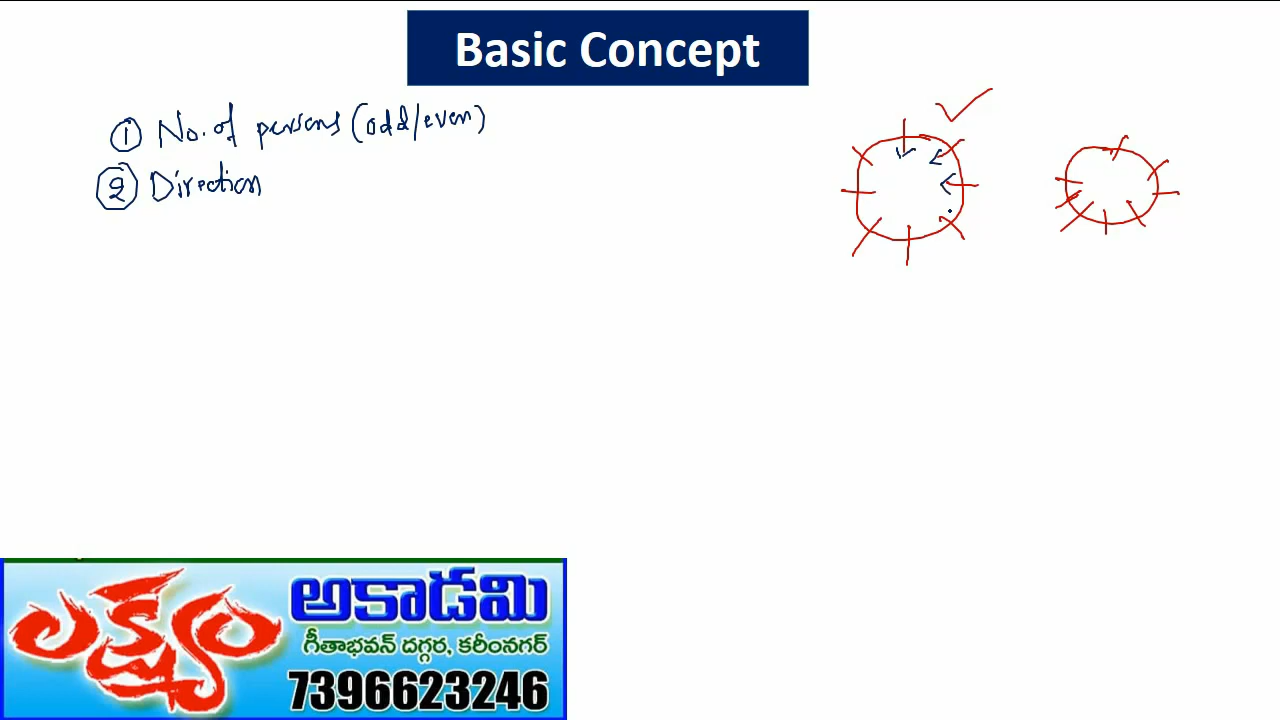 Basic Concept
① No. of persons (odd/even)
② Direction
లక్ష్యం
అకాడమి
గీతాభవన్ దగ్గర, కరీంనగర్
7396623246